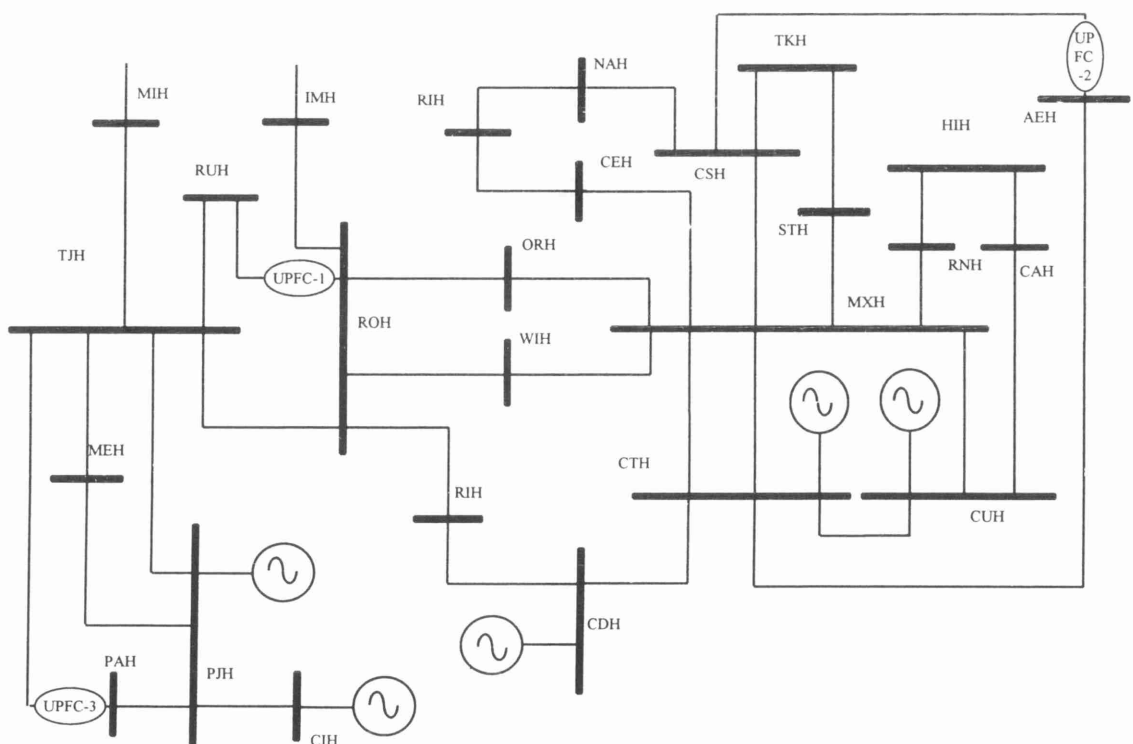 UP
FC
-2
TKH
NAH
MIH
IMH
RIH
AEH
HIH
RUH
CEH
CSH
STH
ORH
RNH
CAH
TJH
UPFC-1
MXH
ROH
WIH
MEH
CTH
RIH
CUH
CDH
PAH
PJH
UPFC-3
CIH